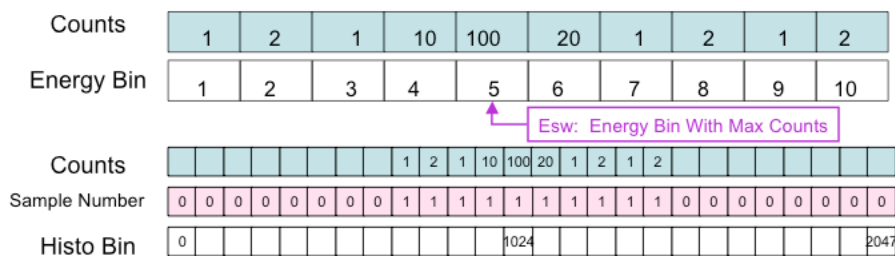 Counts 1 2 1 10 100 20 1 2 1 2
Energy Bin 1 2 3 4 5 6 7 8 9 10
Esw: Energy Bin With Max Counts
Counts 1 2 1 10 100 20 1 2 1 2
Sample Number 0 0 0 0 0 0 0 0 1 1 1 1 1 1 1 1 1 1 0 0 0 0 0 0 0 0
Histo Bin 0 1024 2047